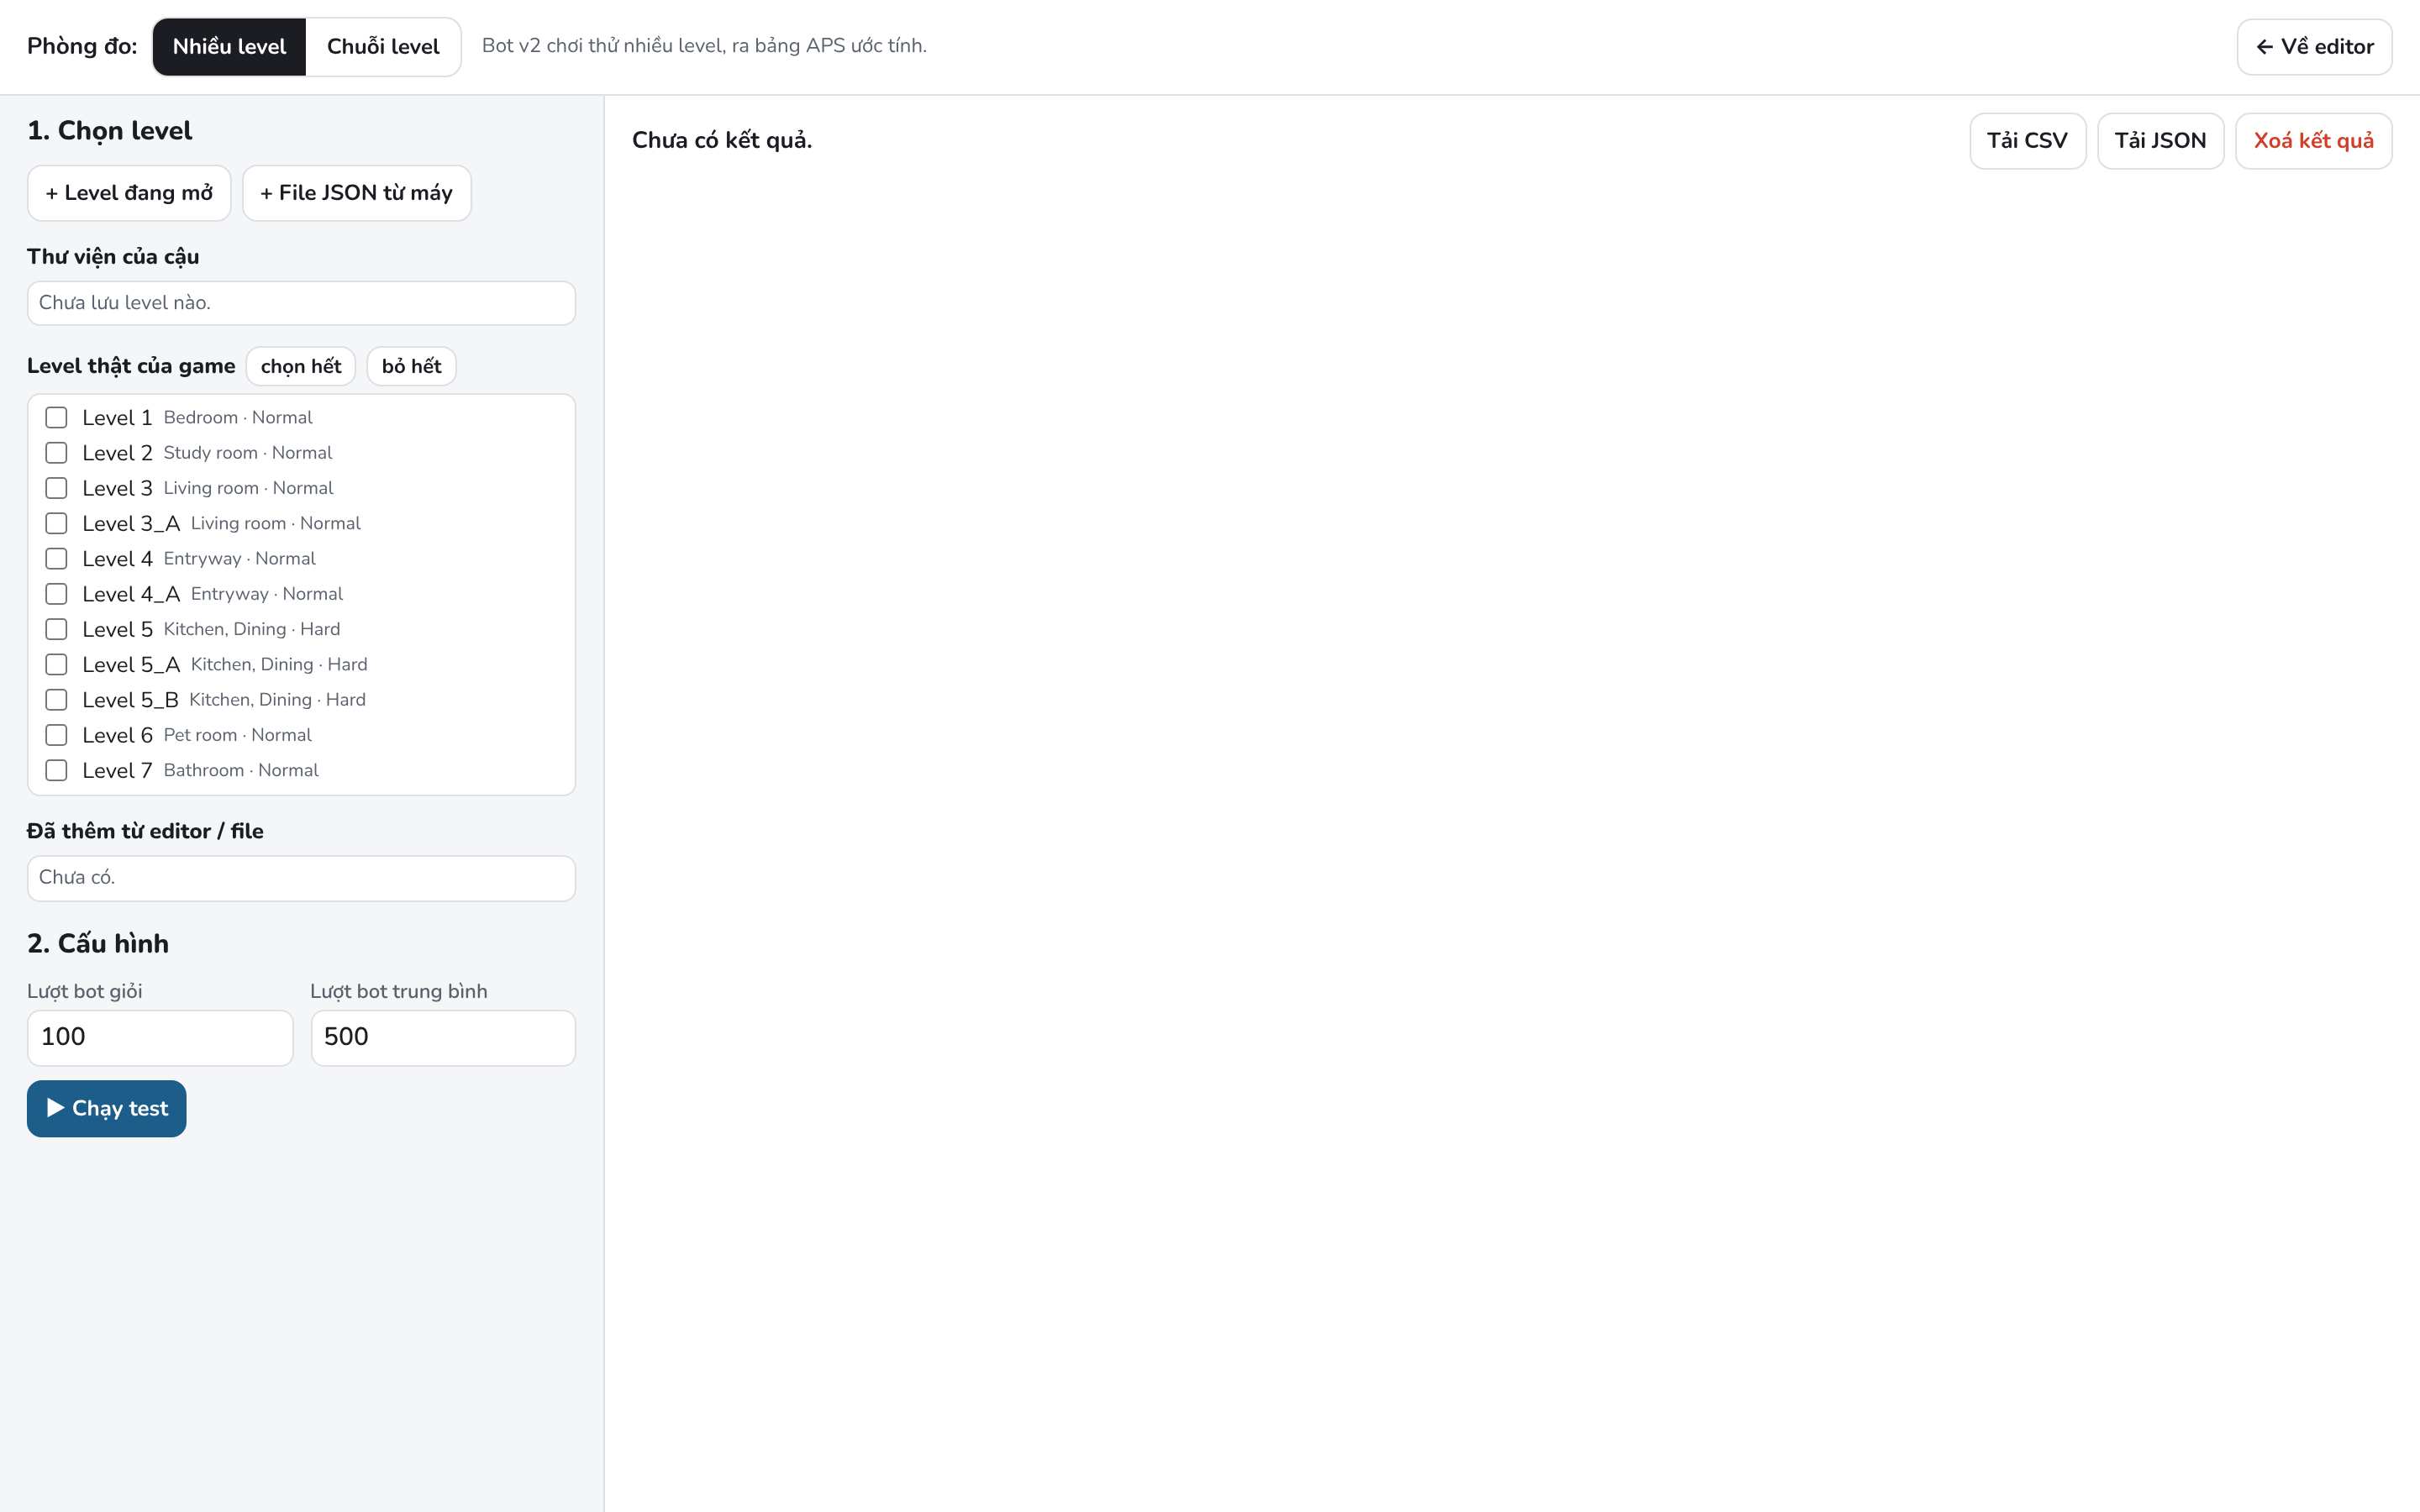 Phòng đo: Nhiều level Chuỗi level Bot v2 chơi thử nhiều level, ra bảng APS ước tính. ← Về editor
1. Chọn level
+ Level đang mở + File JSON từ máy
Thư viện của cậu
Chưa lưu level nào.
Level thật của game chọn hết bỏ hết
Level 1 Bedroom · Normal
Level 2 Study room · Normal
Level 3 Living room · Normal
Level 3_A Living room · Normal
Level 4 Entryway · Normal
Level 4_A Entryway · Normal
Level 5 Kitchen, Dining · Hard
Level 5_A Kitchen, Dining · Hard
Level 5_B Kitchen, Dining · Hard
Level 6 Pet room · Normal
Level 7 Bathroom · Normal
Đã thêm từ editor / file
Chưa có.
2. Cấu hình
Lượt bot giỏi Lượt bot trung bình
100 500
▶ Chạy test
Chưa có kết quả. Tải CSV Tải JSON Xoá kết quả